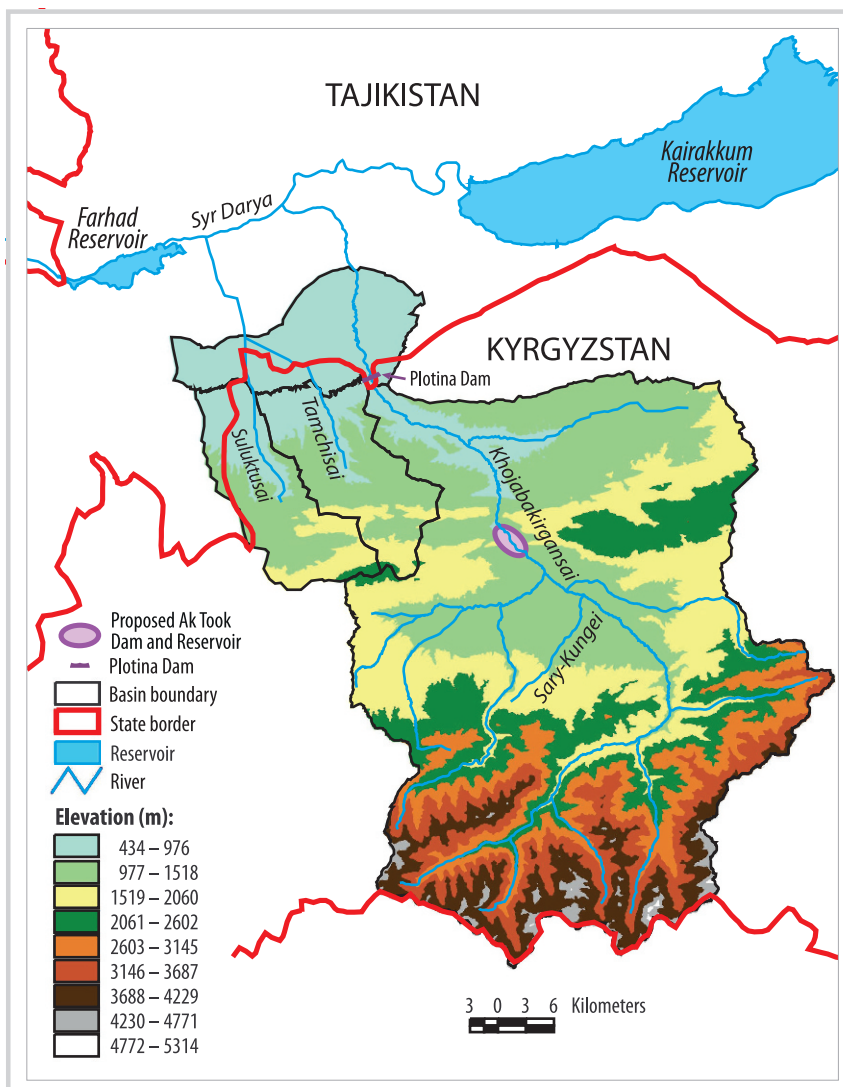 TAJIKISTAN
Kairakkum
Reservoir
Syr Darya
Farhad
Reservoir
KYRGYZSTAN
Plotina Dam
Suluktusai
Tamchisai
Khojabakirgansai
Sary-Kungei
Proposed Ak Took
Dam and Reservoir
Plotina Dam
Basin boundary
State border
Reservoir
River
Elevation (m):
434 – 976
977 – 1518
1519 – 2060
2061 – 2602
2603 – 3145
3146 – 3687
3688 – 4229
4230 – 4771
4772 – 5314
3 0 3 6 Kilometers